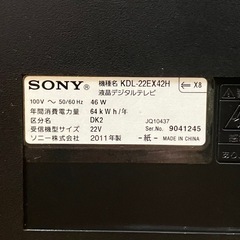 SONY 機種名 KDL-22EX42H
液晶デジタルテレビ
X8
100V ～ 50/60Hz 46W
年間消費電力量 64kWh/年
区分名 DK2 JQ10437
受信機型サイズ 22V Ser.No. 9041245
ソニー株式会社 2011年製 -紙- MADE IN CHINA